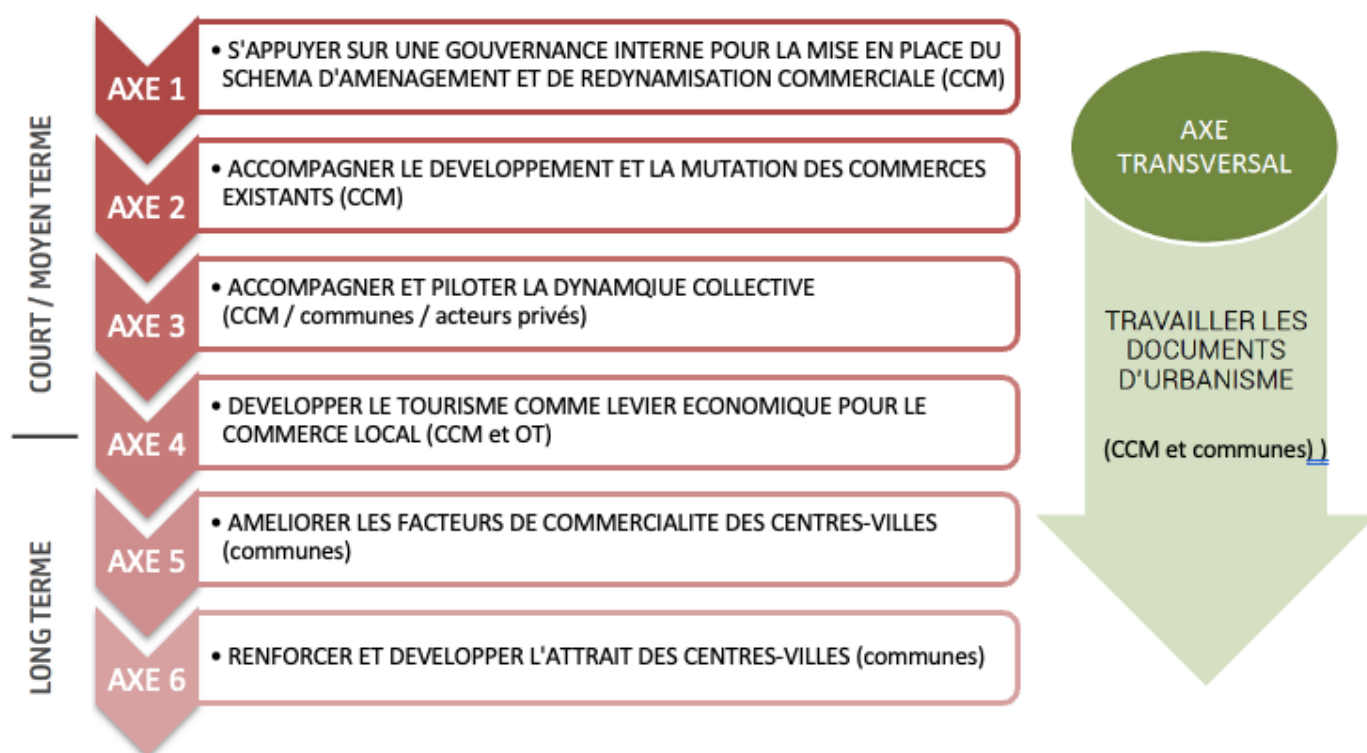 COURT / MOYEN TERME
AXE 1
• S'APPUYER SUR UNE GOUVERNANCE INTERNE POUR LA MISE EN PLACE DU
SCHEMA D'AMENAGEMENT ET DE REDYNAMISATION COMMERCIALE (CCM)
AXE 2
• ACCOMPAGNER LE DEVELOPPEMENT ET LA MUTATION DES COMMERCES
EXISTANTS (CCM)
AXE 3
• ACCOMPAGNER ET PILOTER LA DYNAMQIUE COLLECTIVE
(CCM / communes / acteurs privés)
AXE 4
• DEVELOPPER LE TOURISME COMME LEVIER ECONOMIQUE POUR LE
COMMERCE LOCAL (CCM et OT)
LONG TERME
AXE 5
• AMELIORER LES FACTEURS DE COMMERCIALITE DES CENTRES-VILLES
(communes)
AXE 6
• RENFORCER ET DEVELOPPER L'ATTRAIT DES CENTRES-VILLES (communes)
AXE
TRANSVERSAL
TRAVAILLER LES
DOCUMENTS
D'URBANISME
(CCM et communes) )